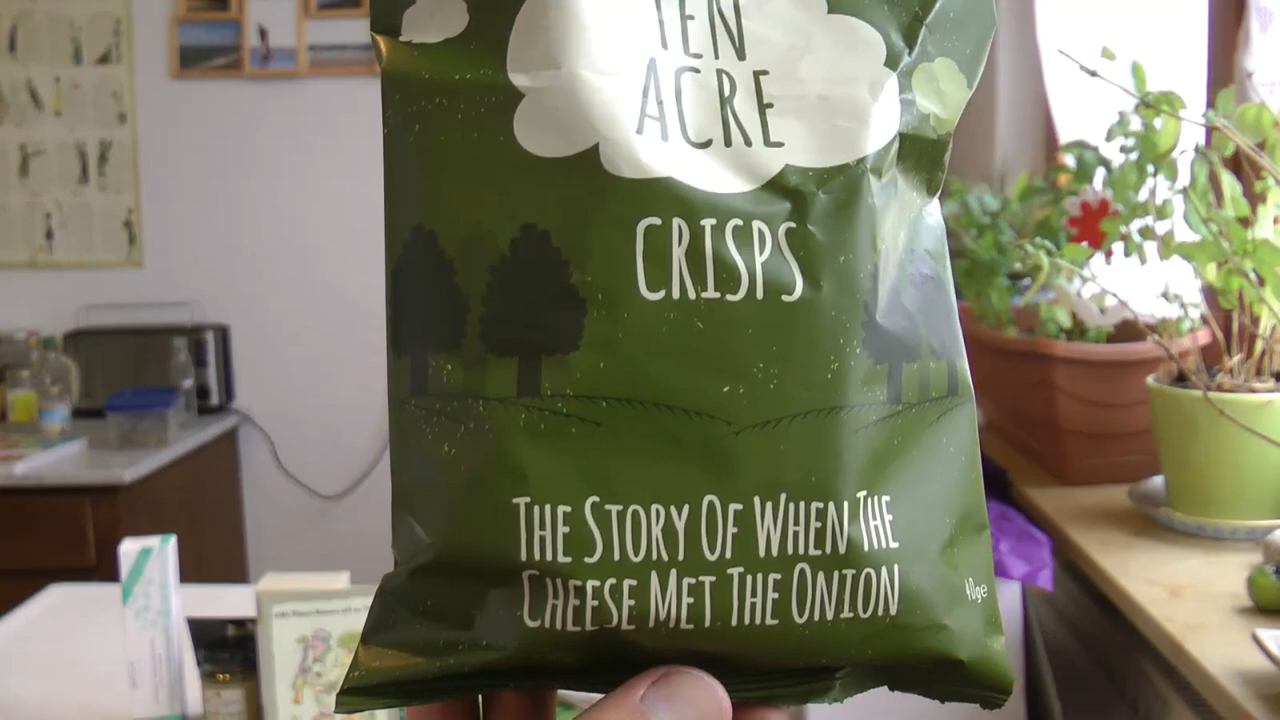 TEN
ACRE
CRISPS
THE STORY OF WHEN THE
CHEESE MET THE ONION
40ge